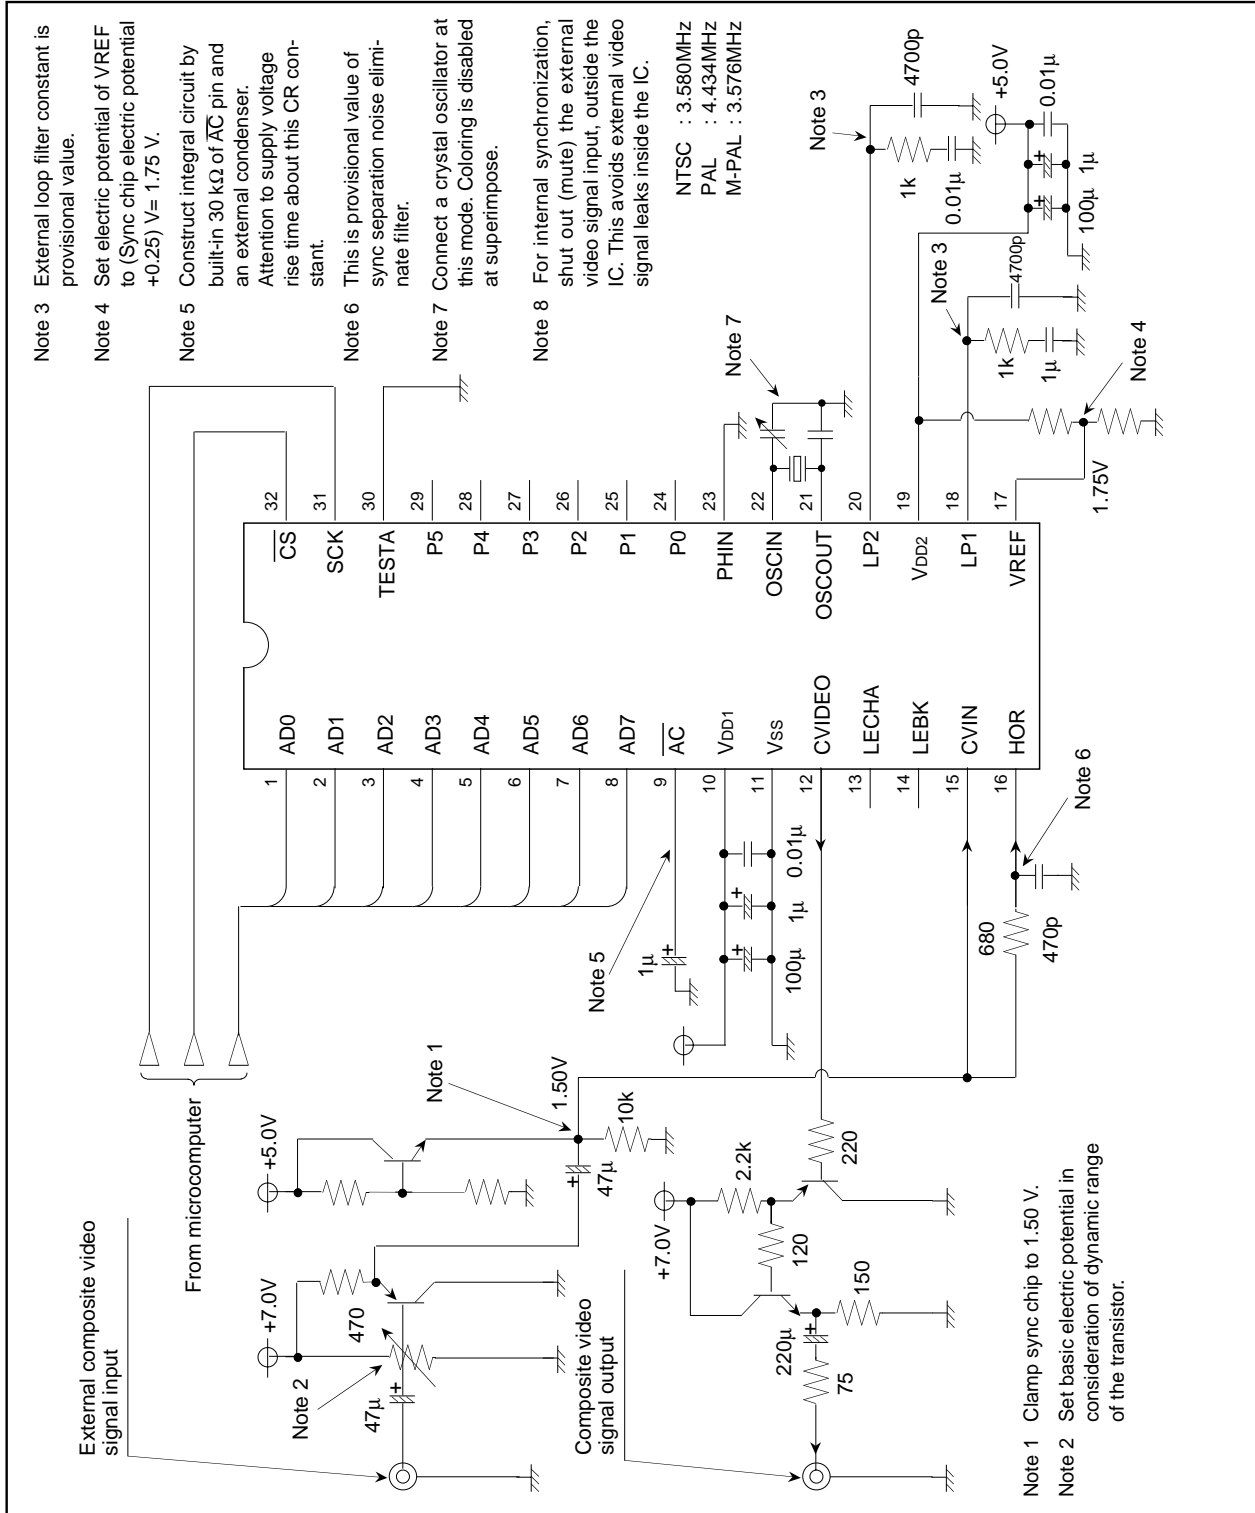 External composite video
signal input
+7.0V
470
Note 2
47μ
+
+5.0V
From microcomputer
Note 1
1.50V
+
47μ
10k
Composite video
signal output
+7.0V
2.2k
120
220
150
220μ
+
75
Note 1 Clamp sync chip to 1.50 V.
Note 2 Set basic electric potential in
consideration of dynamic range
of the transistor.
Note 5
1μ
+
100μ
+
1μ
+
0.01μ
680
470p
Note 6
1 AD0
2 AD1
3 AD2
4 AD3
5 AD4
6 AD5
7 AD6
8 AD7
9 AC
10 VDD1
11 VSS
12 CVIDEO
13 LECHA
14 LEBK
15 CVIN
16 HOR
CS 32
SCK 31
TESTA 30
P5 29
P4 28
P3 27
P2 26
P1 25
P0 24
PHIN 23
OSCIN 22
OSCOUT 21
LP2 20
VDD2 19
LP1 18
VREF 17
Note 7
1.75V
Note 4
Note 3
1k
1μ
4700p
Note 3
1k
0.01μ
4700p
+5.0V
100μ
+
1μ
+
0.01μ
NTSC : 3.580MHz
PAL : 4.434MHz
M-PAL : 3.576MHz
Note 3 External loop filter constant is
provisional value.
Note 4 Set electric potential of VREF
to (Sync chip electric potential
+0.25) V= 1.75 V.
Note 5 Construct integral circuit by
built-in 30 kΩ of AC pin and
an external condenser.
Attention to supply voltage
rise time about this CR con-
stant.
Note 6 This is provisional value of
sync separation noise elimi-
nate filter.
Note 7 Connect a crystal oscillator at
this mode. Coloring is disabled
at superimpose.
Note 8 For internal synchronization,
shut out (mute) the external
video signal input, outside the
IC. This avoids external video
signal leaks inside the IC.